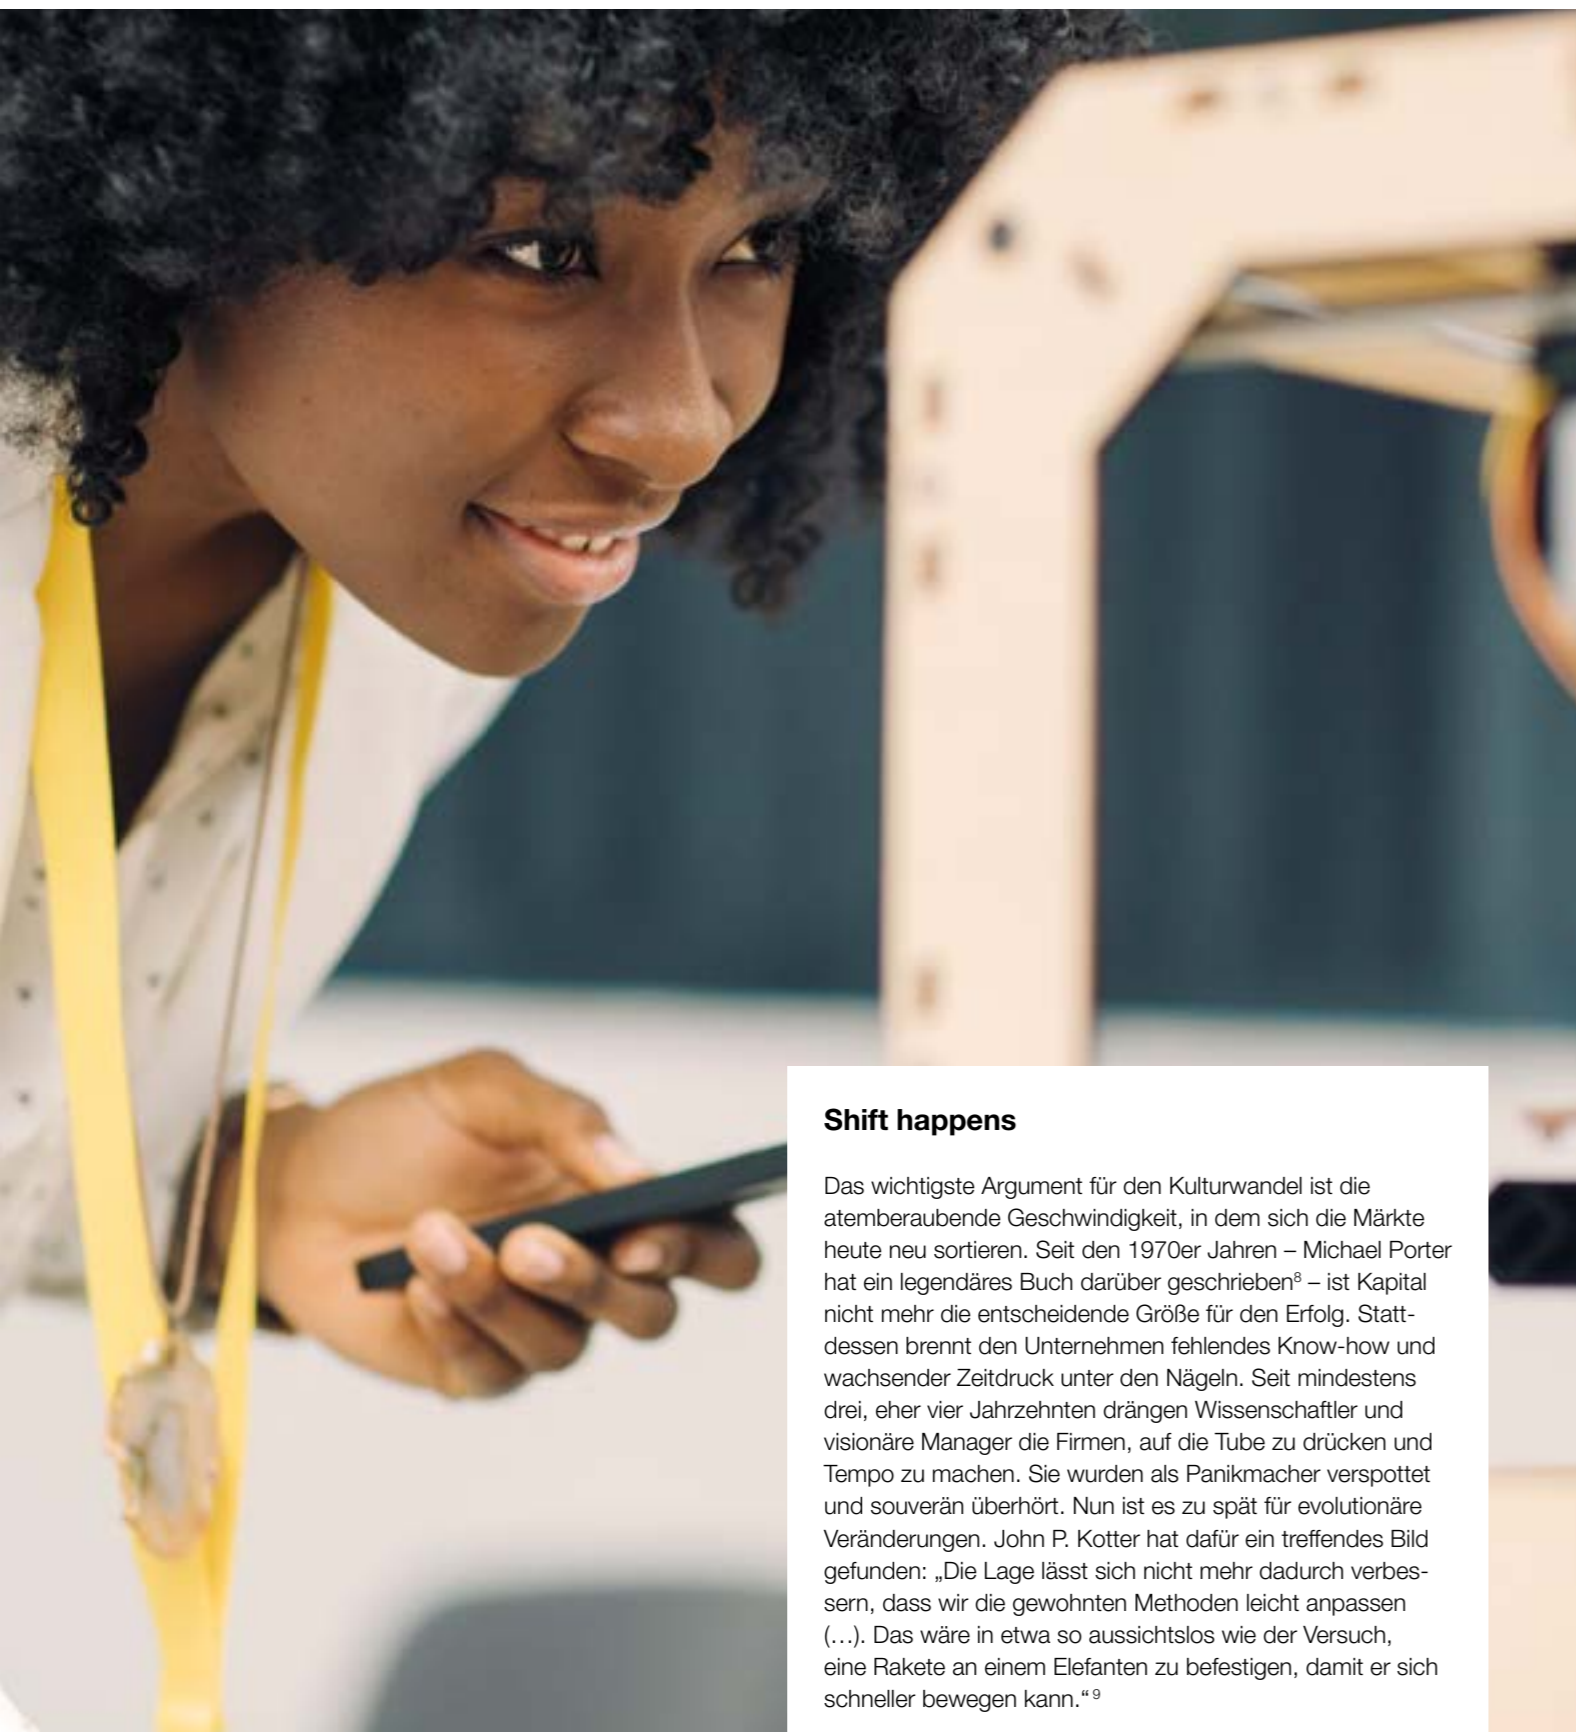 Shift happens
Das wichtigste Argument für den Kulturwandel ist die
atemberaubende Geschwindigkeit, in dem sich die Märkte
heute neu sortieren. Seit den 1970er Jahren – Michael Porter
hat ein legendäres Buch darüber geschrieben⁸ – ist Kapital
nicht mehr die entscheidende Größe für den Erfolg. Statt-
dessen brennt den Unternehmen fehlendes Know-how und
wachsender Zeitdruck unter den Nägeln. Seit mindestens
drei, eher vier Jahrzehnten drängen Wissenschaftler und
visionäre Manager die Firmen, auf die Tube zu drücken und
Tempo zu machen. Sie wurden als Panikmacher verspottet
und souverän überhört. Nun ist es zu spät für evolutionäre
Veränderungen. John P. Kotter hat dafür ein treffendes Bild
gefunden: „Die Lage lässt sich nicht mehr dadurch verbes-
sern, dass wir die gewohnten Methoden leicht anpassen
(…). Das wäre in etwa so aussichtslos wie der Versuch,
eine Rakete an einem Elefanten zu befestigen, damit er sich
schneller bewegen kann.“ ⁹